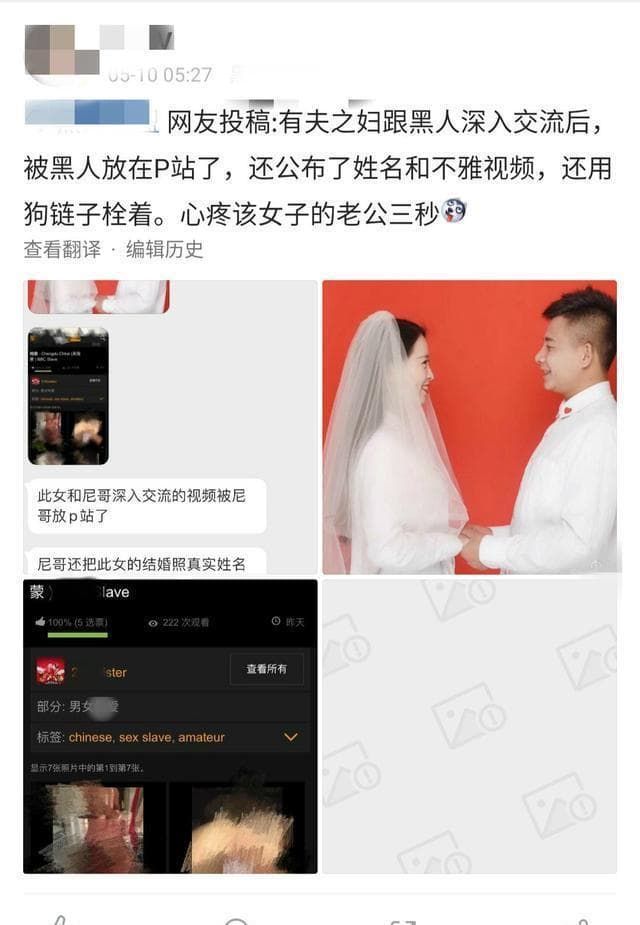 05-10 05:27
网友投稿:有夫之妇跟黑人深入交流后，
被黑人放在P站了，还公布了姓名和不雅视频，还用
狗链子栓着。心疼该女子的老公三秒
查看翻译 · 编辑历史
此女和尼哥深入交流的视频被尼
哥放p站了
尼哥还把此女的结婚照真实姓名
蒙 lave
100% (5 选票) 222 次观看 昨天
ster 查看所有
部分: 男女
标签: chinese, sex slave, amateur
显示7张照片中的第1到第7张。